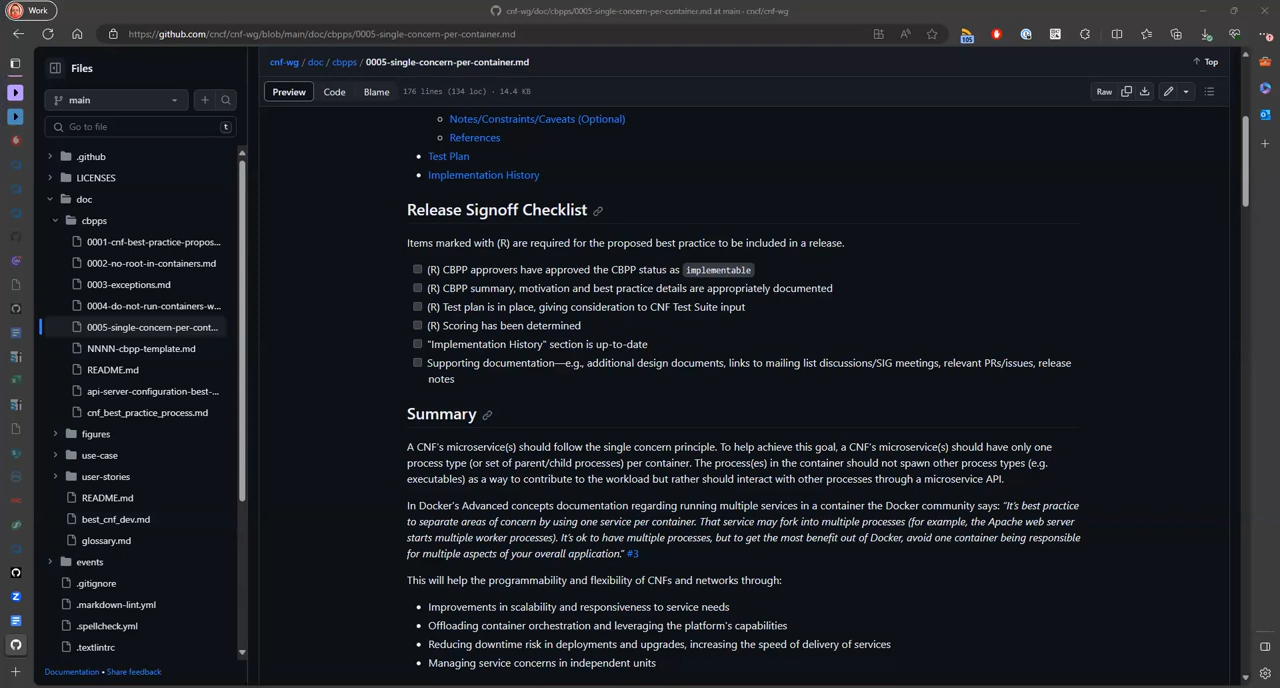 Work
cnf-wg/doc/cbpps/0005-single-concern-per-container.md at main · cncf/cnf-wg
https://github.com/cncf/cnf-wg/blob/main/doc/cbpps/0005-single-concern-per-container.md
105
Files
cnf-wg / doc / cbpps / 0005-single-concern-per-container.md
Top
main
Preview
Code
Blame
176 lines (134 loc) · 14.4 KB
Raw
Go to file
t
.github
LICENSES
doc
cbpps
0001-cnf-best-practice-propos...
0002-no-root-in-containers.md
0003-exceptions.md
0004-do-not-run-containers-w...
0005-single-concern-per-cont...
NNNN-cbpp-template.md
README.md
api-server-configuration-best-...
cnf_best_practice_process.md
figures
use-case
user-stories
README.md
best_cnf_dev.md
glossary.md
events
.gitignore
.markdown-lint.yml
.spellcheck.yml
.textlintrc
Documentation • Share feedback
Notes/Constraints/Caveats (Optional)
References
Test Plan
Implementation History
Release Signoff Checklist
Items marked with (R) are required for the proposed best practice to be included in a release.
(R) CBPP approvers have approved the CBPP status as implementable
(R) CBPP summary, motivation and best practice details are appropriately documented
(R) Test plan is in place, giving consideration to CNF Test Suite input
(R) Scoring has been determined
"Implementation History" section is up-to-date
Supporting documentation—e.g., additional design documents, links to mailing list discussions/SIG meetings, relevant PRs/issues, release
notes
Summary
A CNF's microservice(s) should follow the single concern principle. To help achieve this goal, a CNF's microservice(s) should have only one
process type (or set of parent/child processes) per container. The process(es) in the container should not spawn other process types (e.g.
executables) as a way to contribute to the workload but rather should interact with other processes through a microservice API.
In Docker's Advanced concepts documentation regarding running multiple services in a container the Docker community says: "It's best practice
to separate areas of concern by using one service per container. That service may fork into multiple processes (for example, the Apache web server
starts multiple worker processes). It's ok to have multiple processes, but to get the most benefit out of Docker, avoid one container being responsible
for multiple aspects of your overall application." #3
This will help the programmability and flexibility of CNFs and networks through:
Improvements in scalability and responsiveness to service needs
Offloading container orchestration and leveraging the platform's capabilities
Reducing downtime risk in deployments and upgrades, increasing the speed of delivery of services
Managing service concerns in independent units